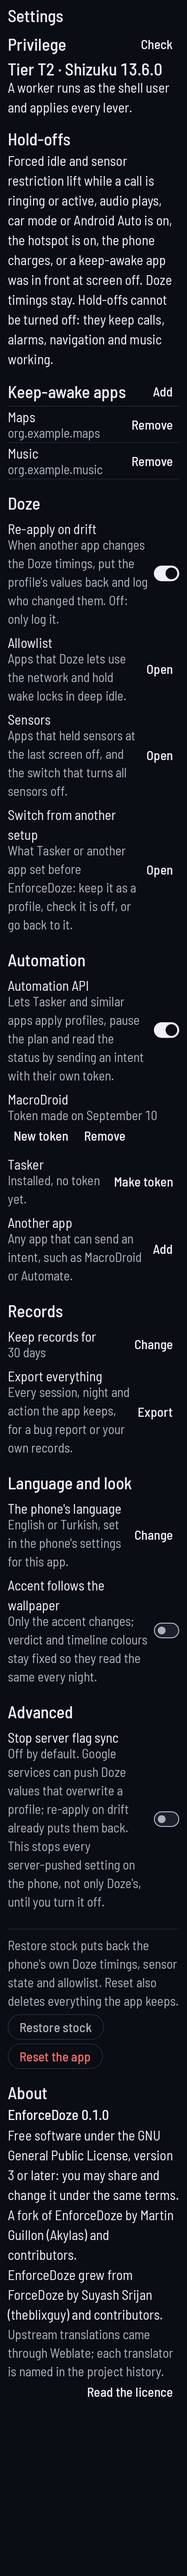 Settings
Privilege
Check
Tier T2 · Shizuku 13.6.0
A worker runs as the shell user
and applies every lever.
Hold-offs
Forced idle and sensor
restriction lift while a call is
ringing or active, audio plays,
car mode or Android Auto is on,
the hotspot is on, the phone
charges, or a keep-awake app
was in front at screen off. Doze
timings stay. Hold-offs cannot
be turned off: they keep calls,
alarms, navigation and music
working.
Keep-awake apps
Add
Maps
org.example.maps
Remove
Music
org.example.music
Remove
Doze
Re-apply on drift
When another app changes
the Doze timings, put the
profile's values back and log
who changed them. Off:
only log it.
Allowlist
Apps that Doze lets use
the network and hold
wake locks in deep idle.
Open
Sensors
Apps that held sensors at
the last screen off, and
the switch that turns all
sensors off.
Open
Switch from another
setup
What Tasker or another
app set before
EnforceDoze: keep it as a
profile, check it is off, or
go back to it.
Open
Automation
Automation API
Lets Tasker and similar
apps apply profiles, pause
the plan and read the
status by sending an intent
with their own token.
MacroDroid
Token made on September 10
New token
Remove
Tasker
Installed, no token
yet.
Make token
Another app
Any app that can send an
intent, such as MacroDroid
or Automate.
Add
Records
Keep records for
30 days
Change
Export everything
Every session, night and
action the app keeps,
for a bug report or your
own records.
Export
Language and look
The phone's language
English or Turkish, set
in the phone's settings
for this app.
Change
Accent follows the
wallpaper
Only the accent changes;
verdict and timeline colours
stay fixed so they read the
same every night.
Advanced
Stop server flag sync
Off by default. Google
services can push Doze
values that overwrite a
profile; re-apply on drift
already puts them back.
This stops every
server-pushed setting on
the phone, not only Doze's,
until you turn it off.
Restore stock puts back the
phone's own Doze timings, sensor
state and allowlist. Reset also
deletes everything the app keeps.
Restore stock
Reset the app
About
EnforceDoze 0.1.0
Free software under the GNU
General Public License, version
3 or later: you may share and
change it under the same terms.
A fork of EnforceDoze by Martin
Guillon (Akylas) and
contributors.
EnforceDoze grew from
ForceDoze by Suyash Srijan
(theblixguy) and contributors.
Upstream translations came
through Weblate; each translator
is named in the project history.
Read the licence